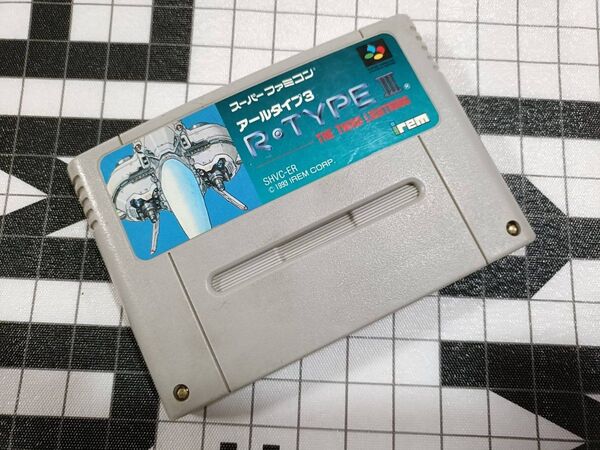 スーパーファミコン
アールタイプ3
R・TYPE III
THE THIRD LIGHTNING
irem
SHVC-ER
© 1993 IREM CORP.